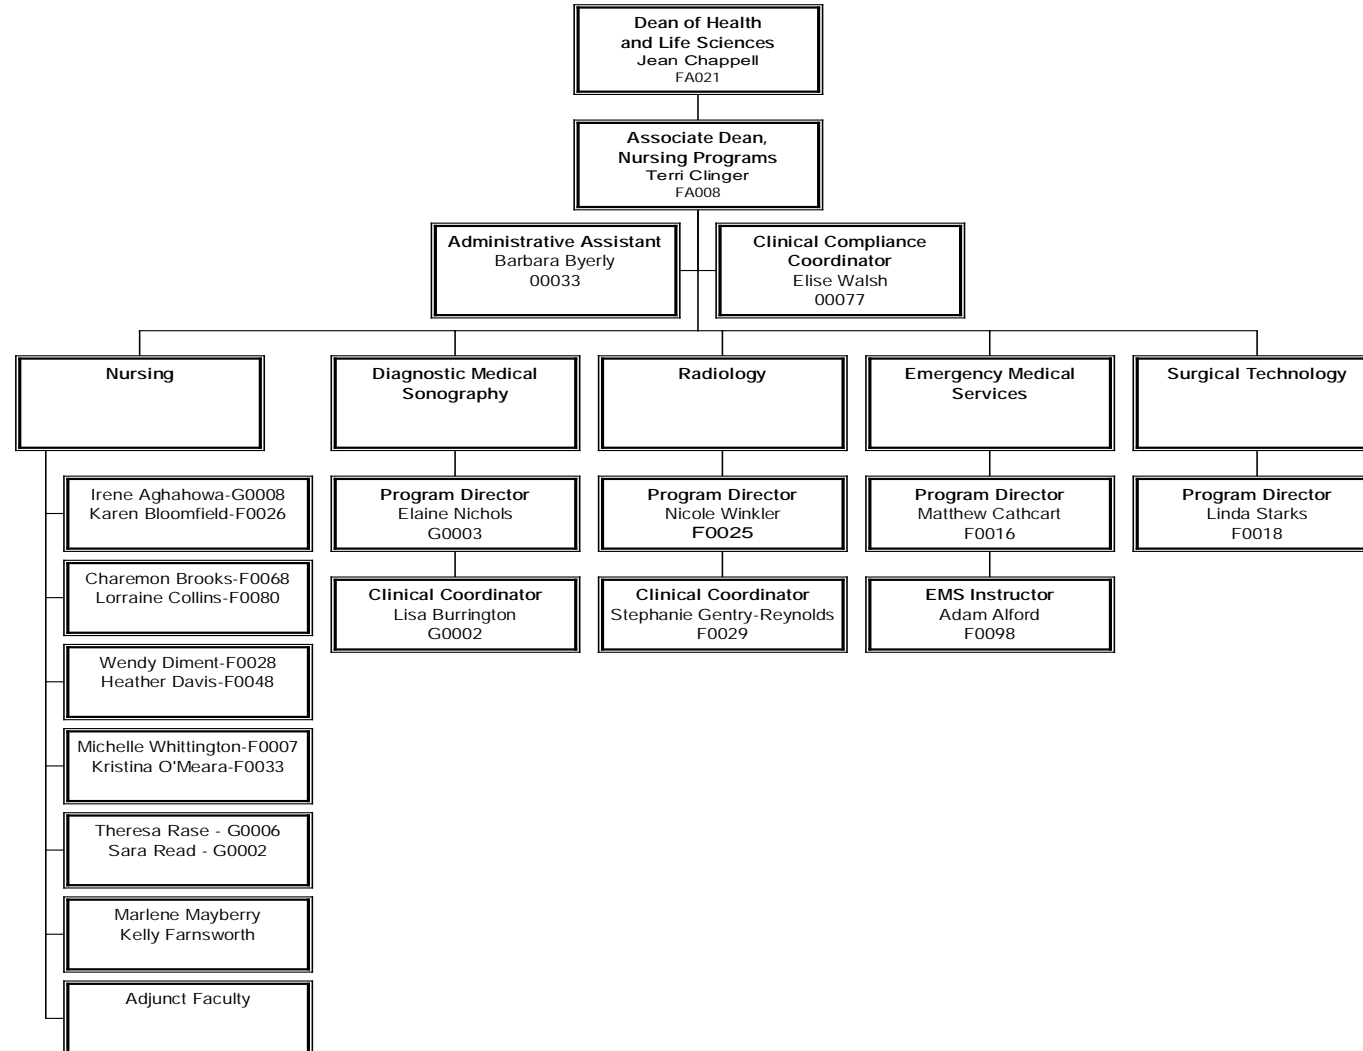 Dean of Health
and Life Sciences
Jean Chappell
FA021
Associate Dean,
Nursing Programs
Terri Clinger
FA008
Administrative Assistant
Barbara Byerly
00033
Clinical Compliance
Coordinator
Elise Walsh
00077
Nursing
Diagnostic Medical
Sonography
Radiology
Emergency Medical
Services
Surgical Technology
Irene Aghahowa-G0008
Karen Bloomfield-F0026
Charemon Brooks-F0068
Lorraine Collins-F0080
Wendy Diment-F0028
Heather Davis-F0048
Michelle Whittington-F0007
Kristina O'Meara-F0033
Theresa Rase - G0006
Sara Read - G0002
Marlene Mayberry
Kelly Farnsworth
Adjunct Faculty
Program Director
Elaine Nichols
G0003
Clinical Coordinator
Lisa Burrington
G0002
Program Director
Nicole Winkler
F0025
Clinical Coordinator
Stephanie Gentry-Reynolds
F0029
Program Director
Matthew Cathcart
F0016
EMS Instructor
Adam Alford
F0098
Program Director
Linda Starks
F0018